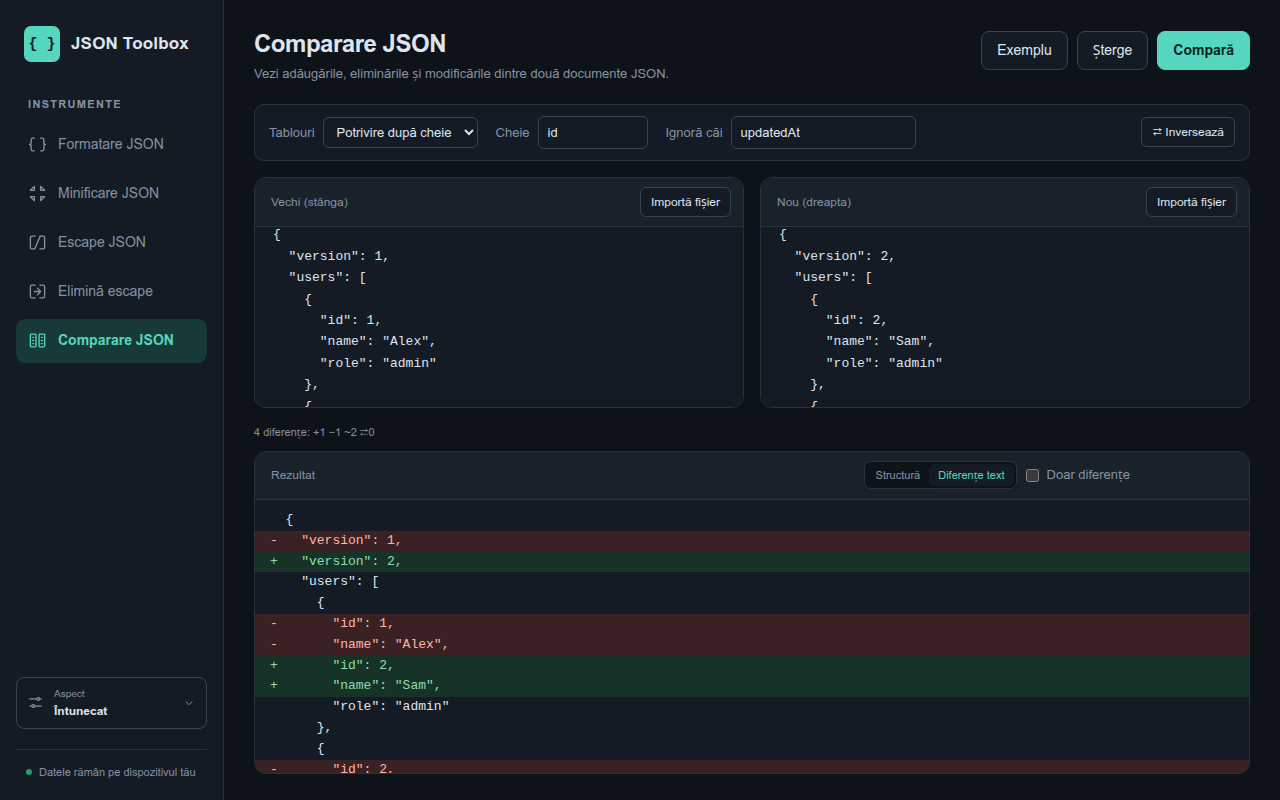 { } JSON Toolbox
INSTRUMENTE
Formatare JSON
Minificare JSON
Escape JSON
Elimină escape
Comparare JSON
Aspect
Întunecat
Datele rămân pe dispozitivul tău
Comparare JSON
Vezi adăugările, eliminările și modificările dintre două documente JSON.
Exemplu
Șterge
Compară
Tablouri Potrivire după cheie Cheie id Ignoră căi updatedAt ⇄ Inversează
Vechi (stânga) Importă fișier
{
  "version": 1,
  "users": [
    {
      "id": 1,
      "name": "Alex",
      "role": "admin"
    },
    {
Nou (dreapta) Importă fișier
{
  "version": 2,
  "users": [
    {
      "id": 2,
      "name": "Sam",
      "role": "admin"
    },
    {
4 diferențe: +1 −1 ~2 ⇄0
Rezultat Structură Diferențe text Doar diferențe
  {
-   "version": 1,
+   "version": 2,
    "users": [
      {
-       "id": 1,
-       "name": "Alex",
+       "id": 2,
+       "name": "Sam",
        "role": "admin"
      },
      {
-       "id": 2,